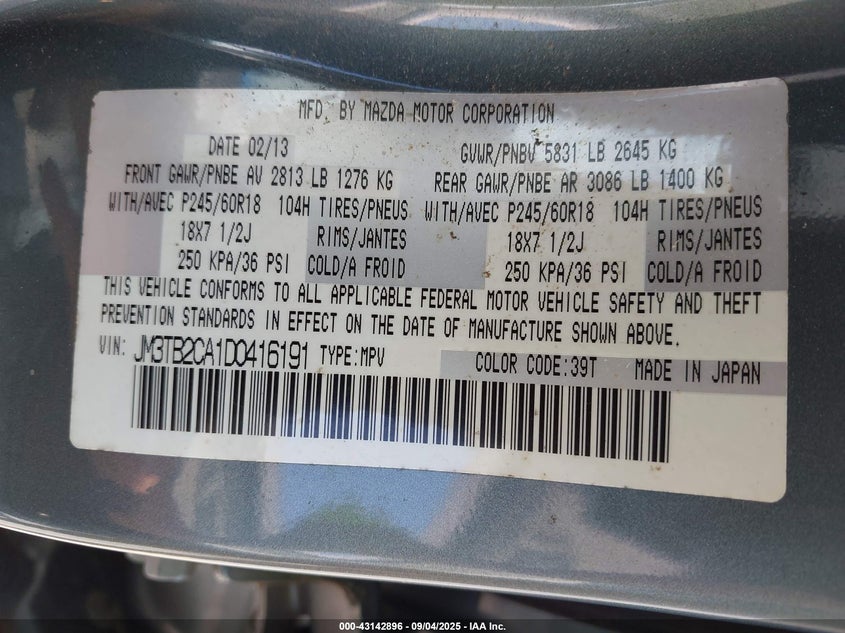 MFD. BY MAZDA MOTOR CORPORATION
DATE 02/13 GVWR/PNBV 5831 LB 2645 KG
FRONT GAWR/PNBE AV 2813 LB 1276 KG REAR GAWR/PNBE AR 3086 LB 1400 KG
WITH/AVEC P245/60R18 104H TIRES/PNEUS WITH/AVEC P245/60R18 104H TIRES/PNEUS
18X7 1/2J RIMS/JANTES 18X7 1/2J RIMS/JANTES
250 KPA/36 PSI COLD/A FROID 250 KPA/36 PSI COLD/A FROID
THIS VEHICLE CONFORMS TO ALL APPLICABLE FEDERAL MOTOR VEHICLE SAFETY AND THEFT
PREVENTION STANDARDS IN EFFECT ON THE DATE OF MANUFACTURE SHOWN ABOVE.
VIN: JM3TB2CA1D0416191 TYPE:MPV COLOR CODE:39T MADE IN JAPAN
000-43142896 - 09/04/2025 - IAA Inc.